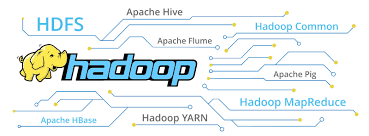 HDFS
Apache Hive
Hadoop Common
Apache Flume
hadoop
Apache Pig
Hadoop MapReduce
Apache HBase
Hadoop YARN